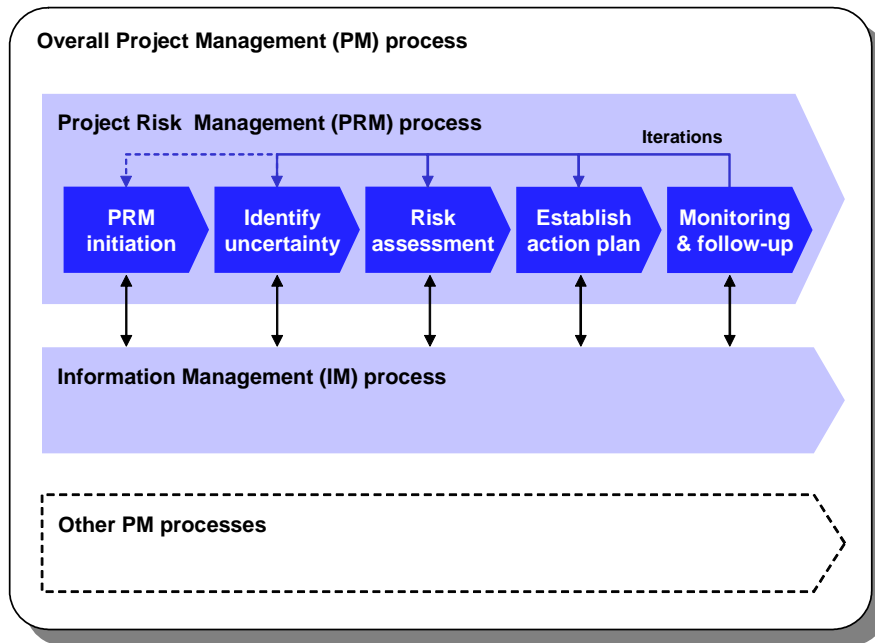 Overall Project Management (PM) process
Project Risk  Management (PRM) process
Iterations
PRM
initiation
Identify
uncertainty
Risk
assessment
Establish
action plan
Monitoring
& follow-up
Information Management (IM) process
Other PM processes